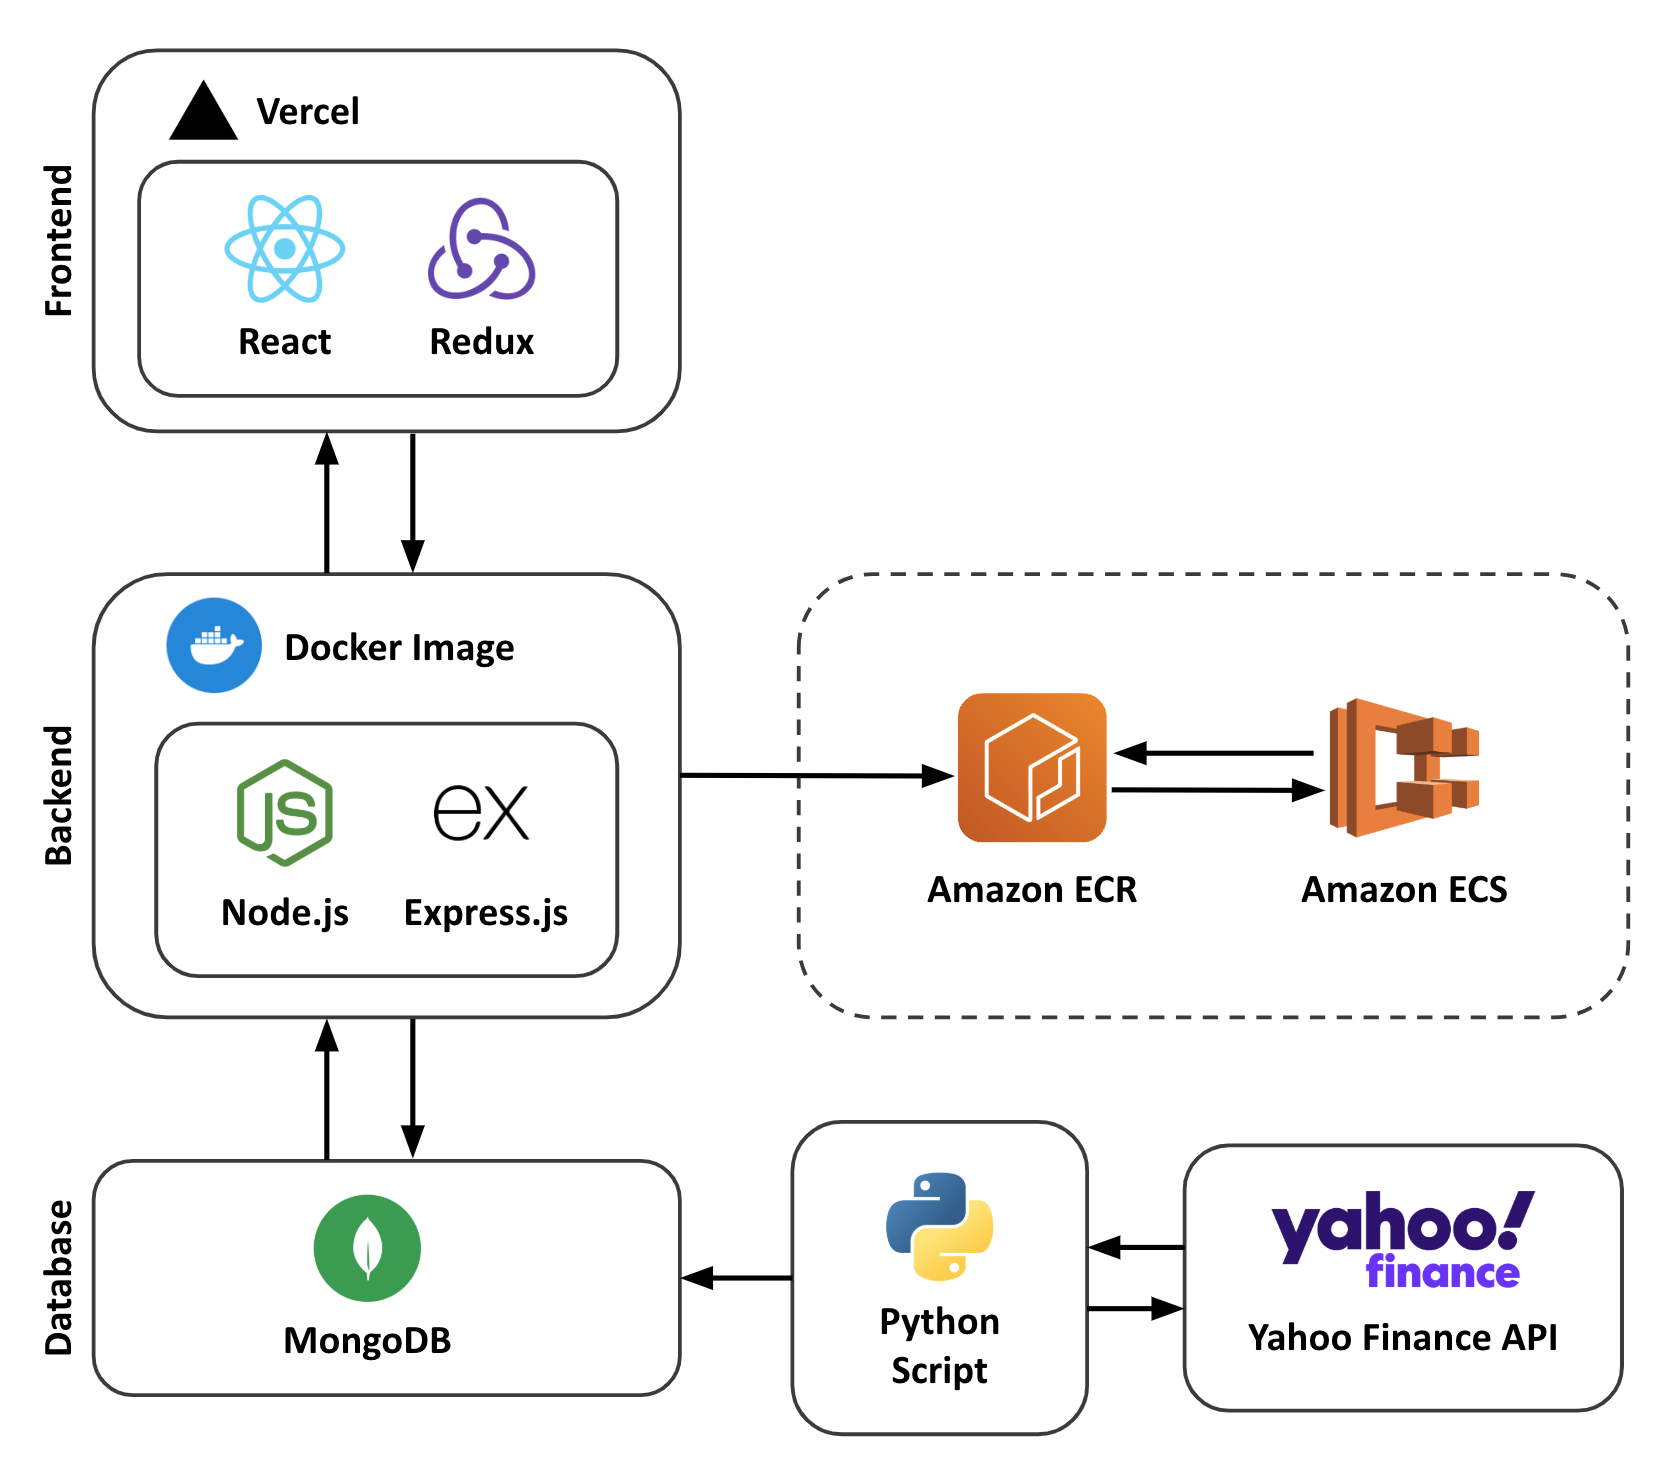 Frontend
Vercel
React
Redux
Backend
Docker Image
JS
ex
Node.js
Express.js
Amazon ECR
Amazon ECS
Database
MongoDB
Python
Script
yahoo!
finance
Yahoo Finance API